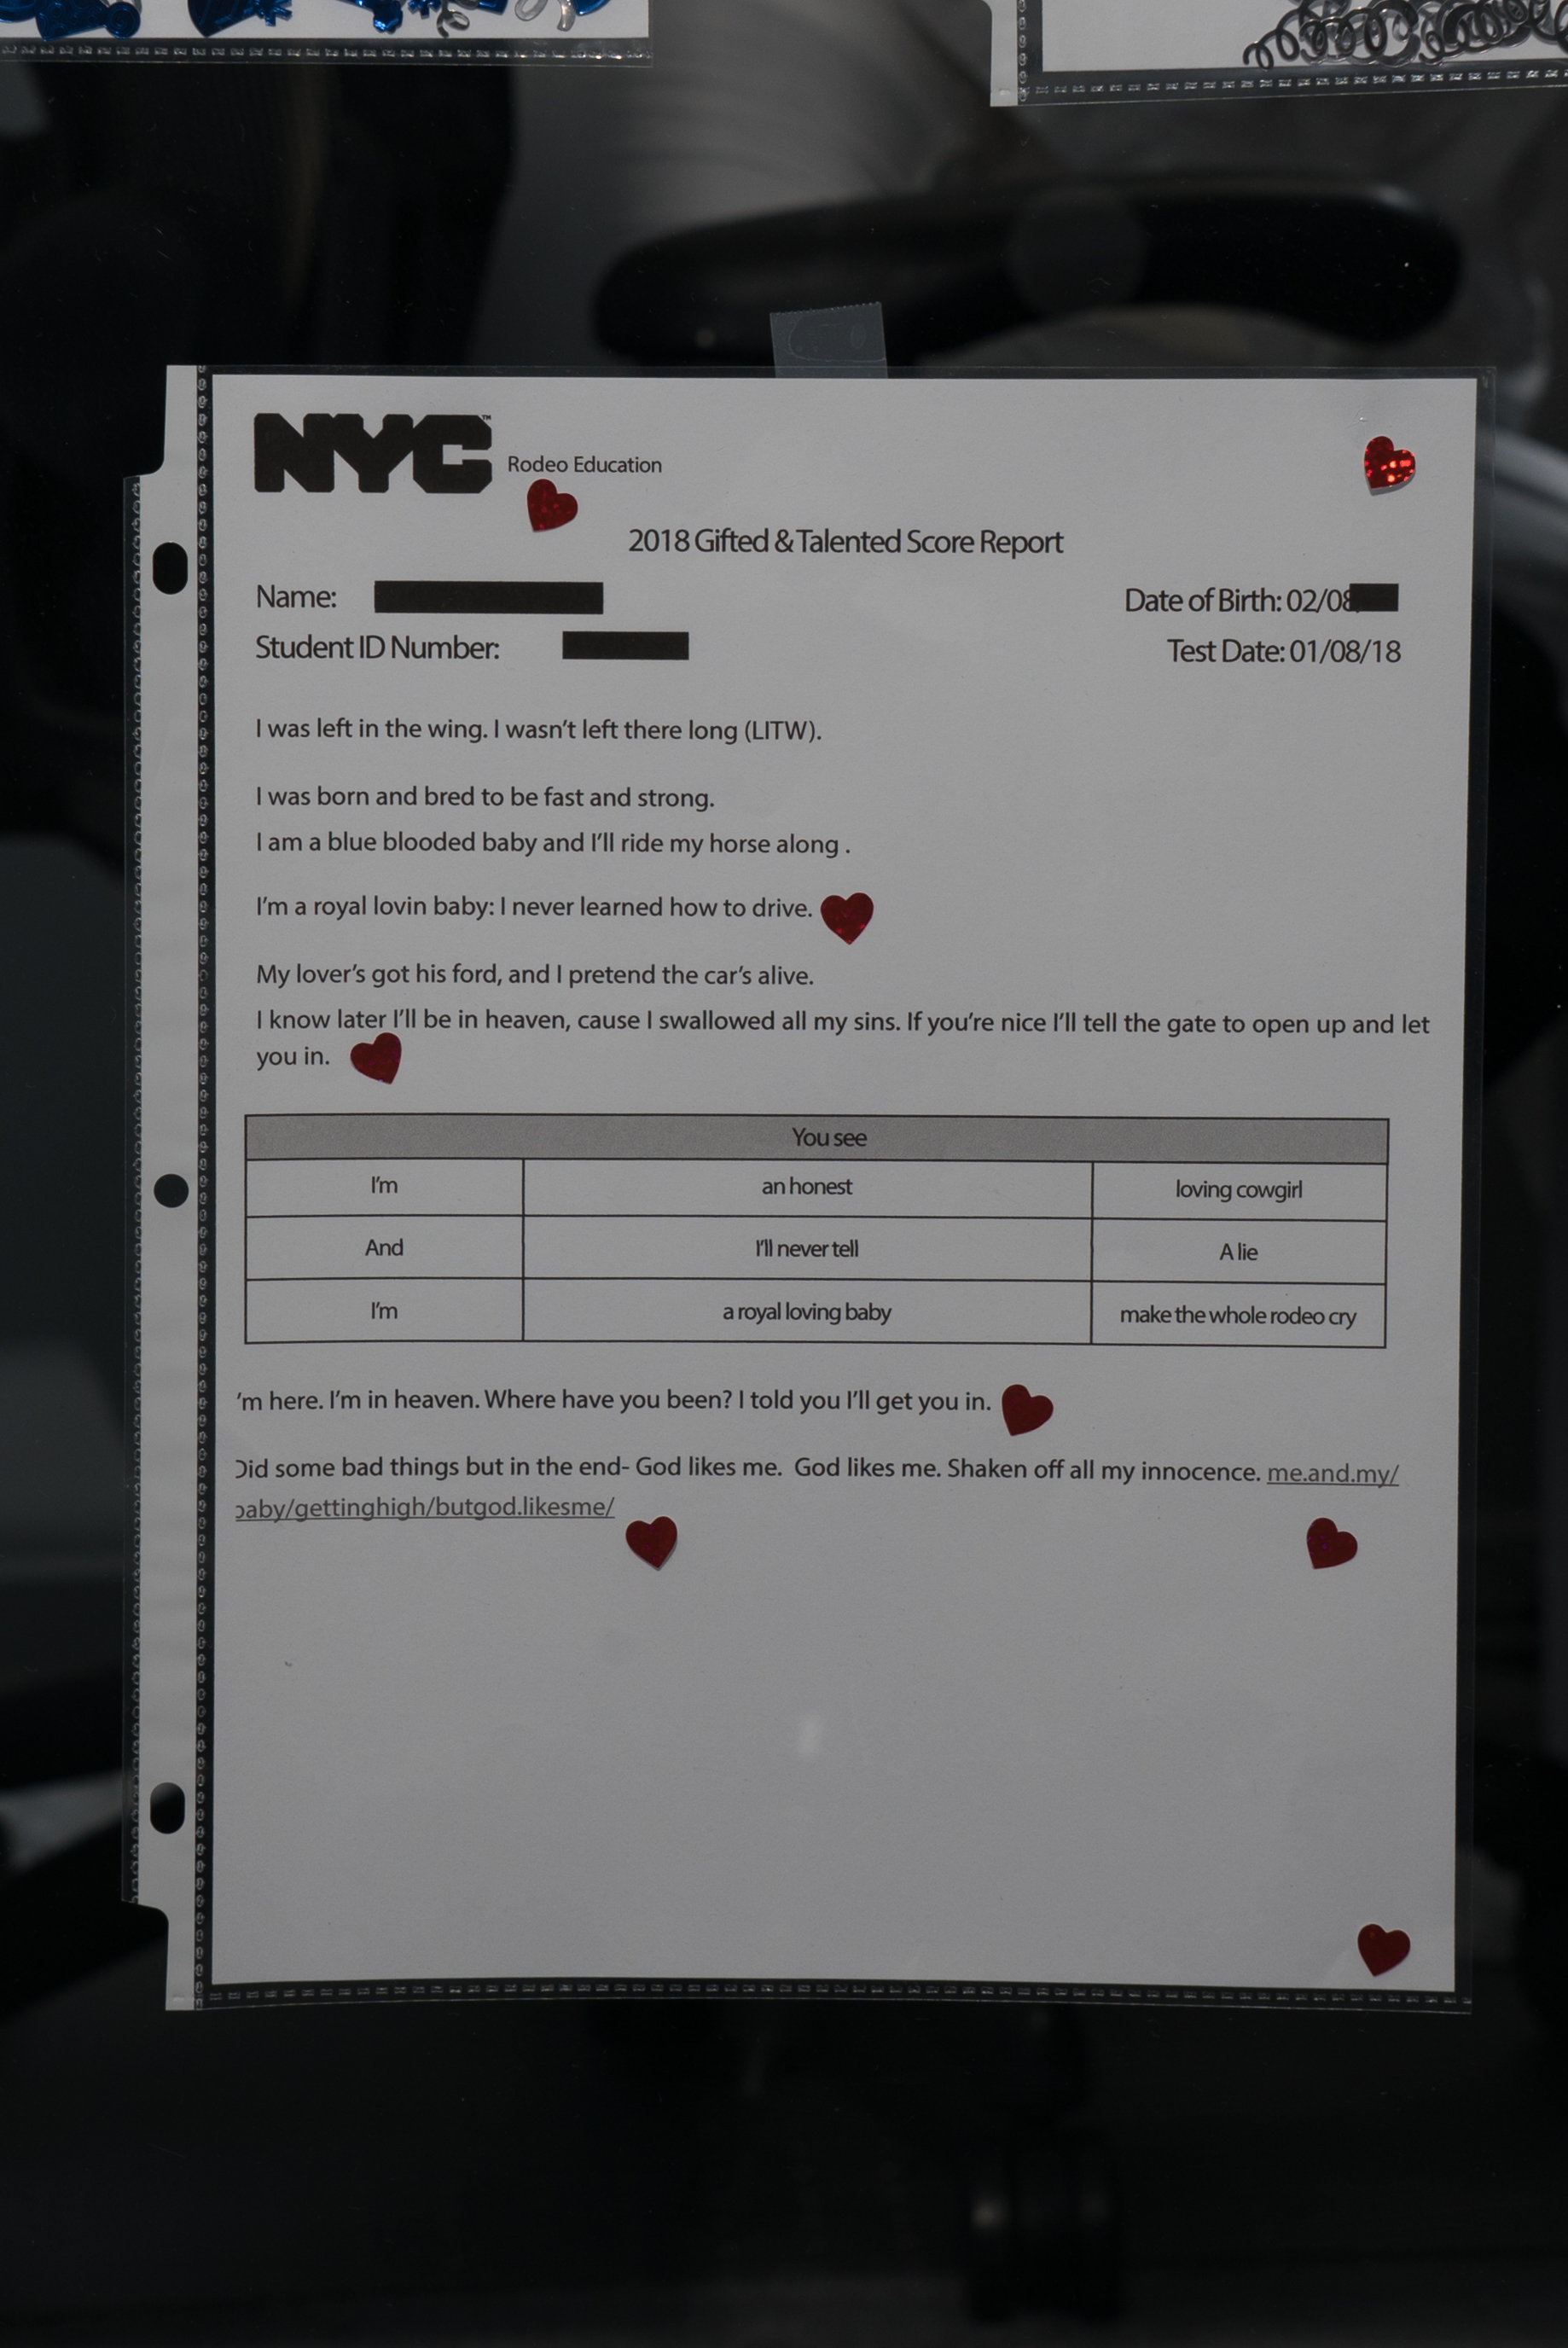 NYC™
Rodeo Education
2018 Gifted & Talented Score Report
Name:
Date of Birth: 02/08
Student ID Number:
Test Date: 01/08/18
I was left in the wing. I wasn't left there long (LITW).
I was born and bred to be fast and strong.
I am a blue blooded baby and I'll ride my horse along .
I'm a royal lovin baby: I never learned how to drive.
My lover's got his ford, and I pretend the car's alive.
I know later I'll be in heaven, cause I swallowed all my sins. If you're nice I'll tell the gate to open up and let
you in.
You see
I'm an honest loving cowgirl
And I'll never tell A lie
I'm a royal loving baby make the whole rodeo cry
'm here. I'm in heaven. Where have you been? I told you I'll get you in.
Did some bad things but in the end- God likes me. God likes me. Shaken off all my innocence. me.and.my/
baby/gettinghigh/butgod.likesme/